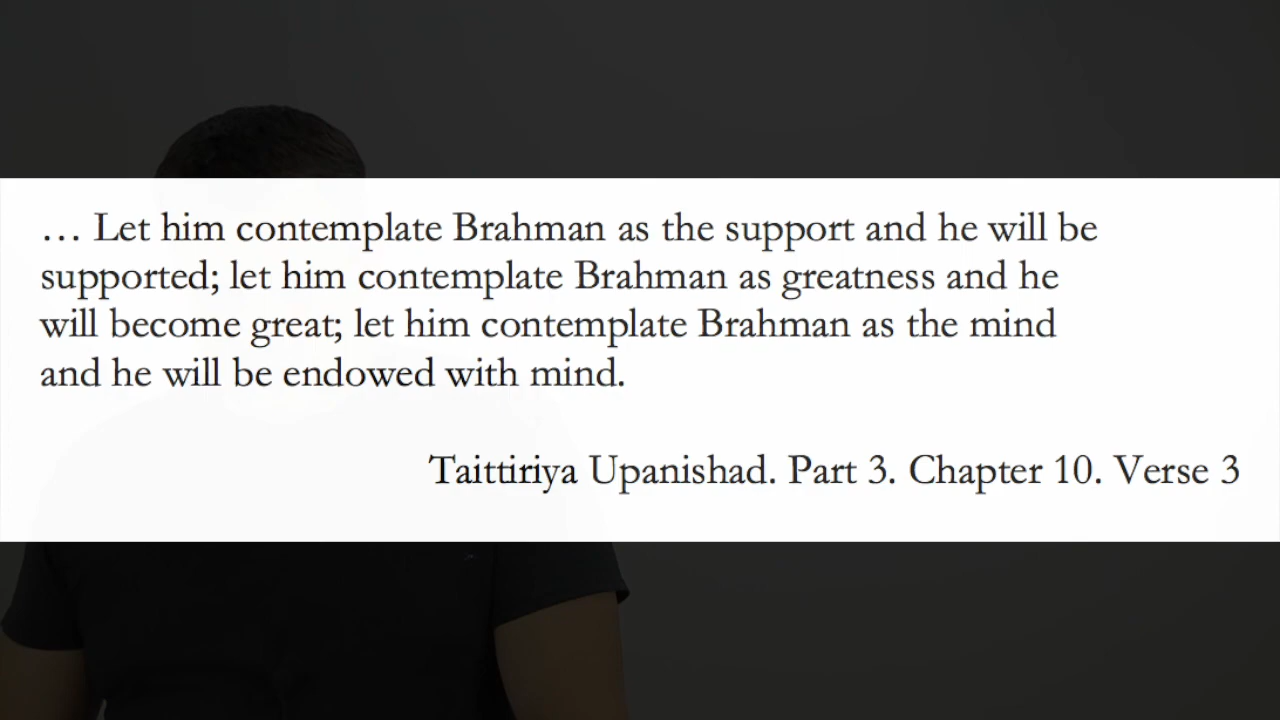 … Let him contemplate Brahman as the support and he will be
supported; let him contemplate Brahman as greatness and he
will become great; let him contemplate Brahman as the mind
and he will be endowed with mind.
Taittiriya Upanishad. Part 3. Chapter 10. Verse 3